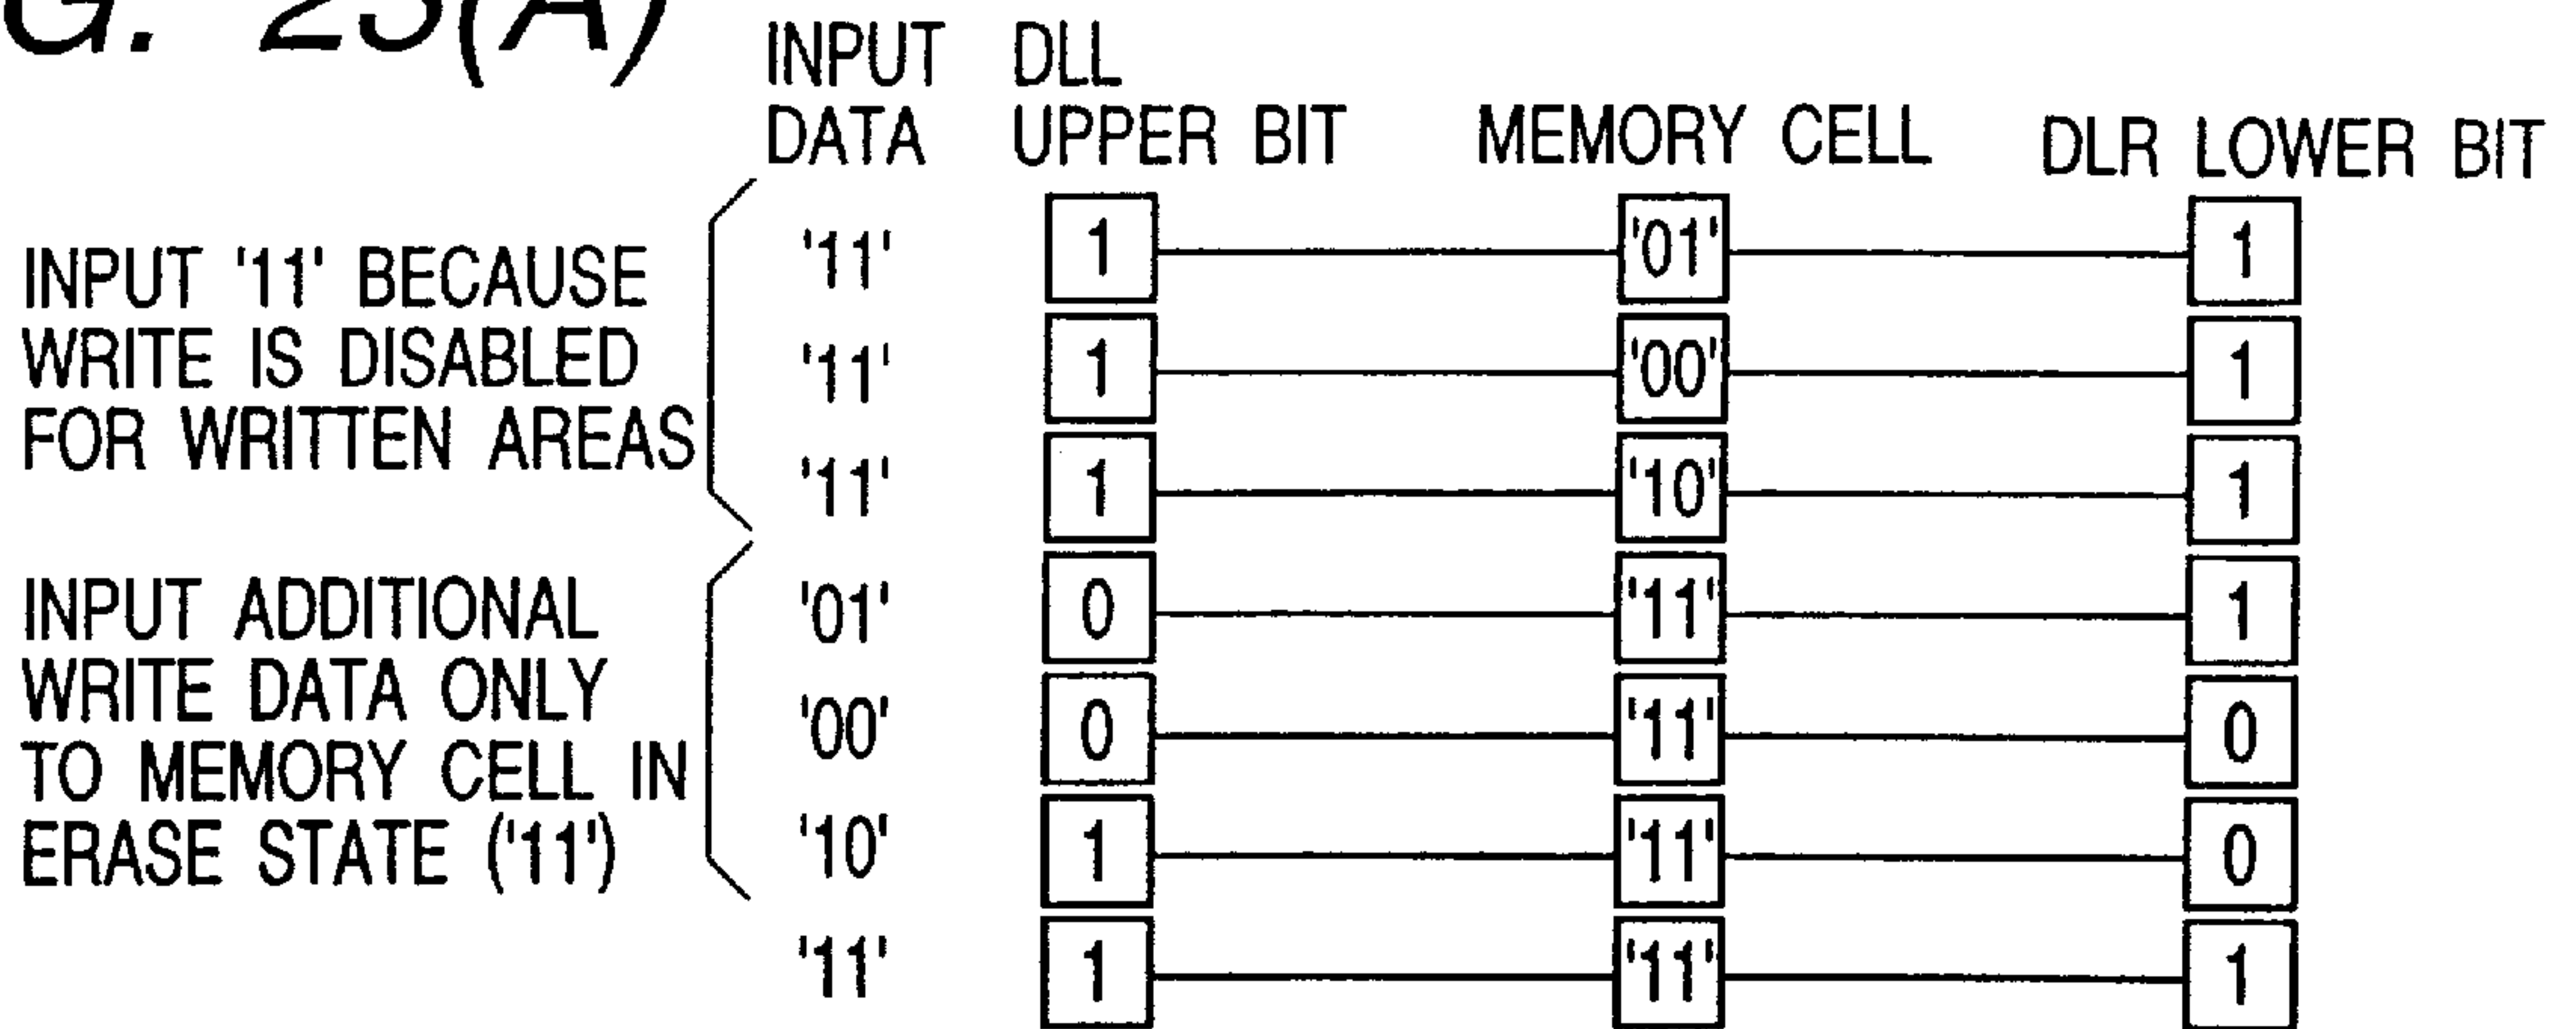 G. 23(A)
INPUT DLL
DATA UPPER BIT MEMORY CELL DLR LOWER BIT
INPUT '11' BECAUSE
WRITE IS DISABLED
FOR WRITTEN AREAS
'11' 1 '01' 1
'11' 1 '00' 1
'11' 1 '10' 1
INPUT ADDITIONAL
WRITE DATA ONLY
TO MEMORY CELL IN
ERASE STATE ('11')
'01' 0 '11' 1
'00' 0 '11' 0
'10' 1 '11' 0
'11' 1 '11' 1